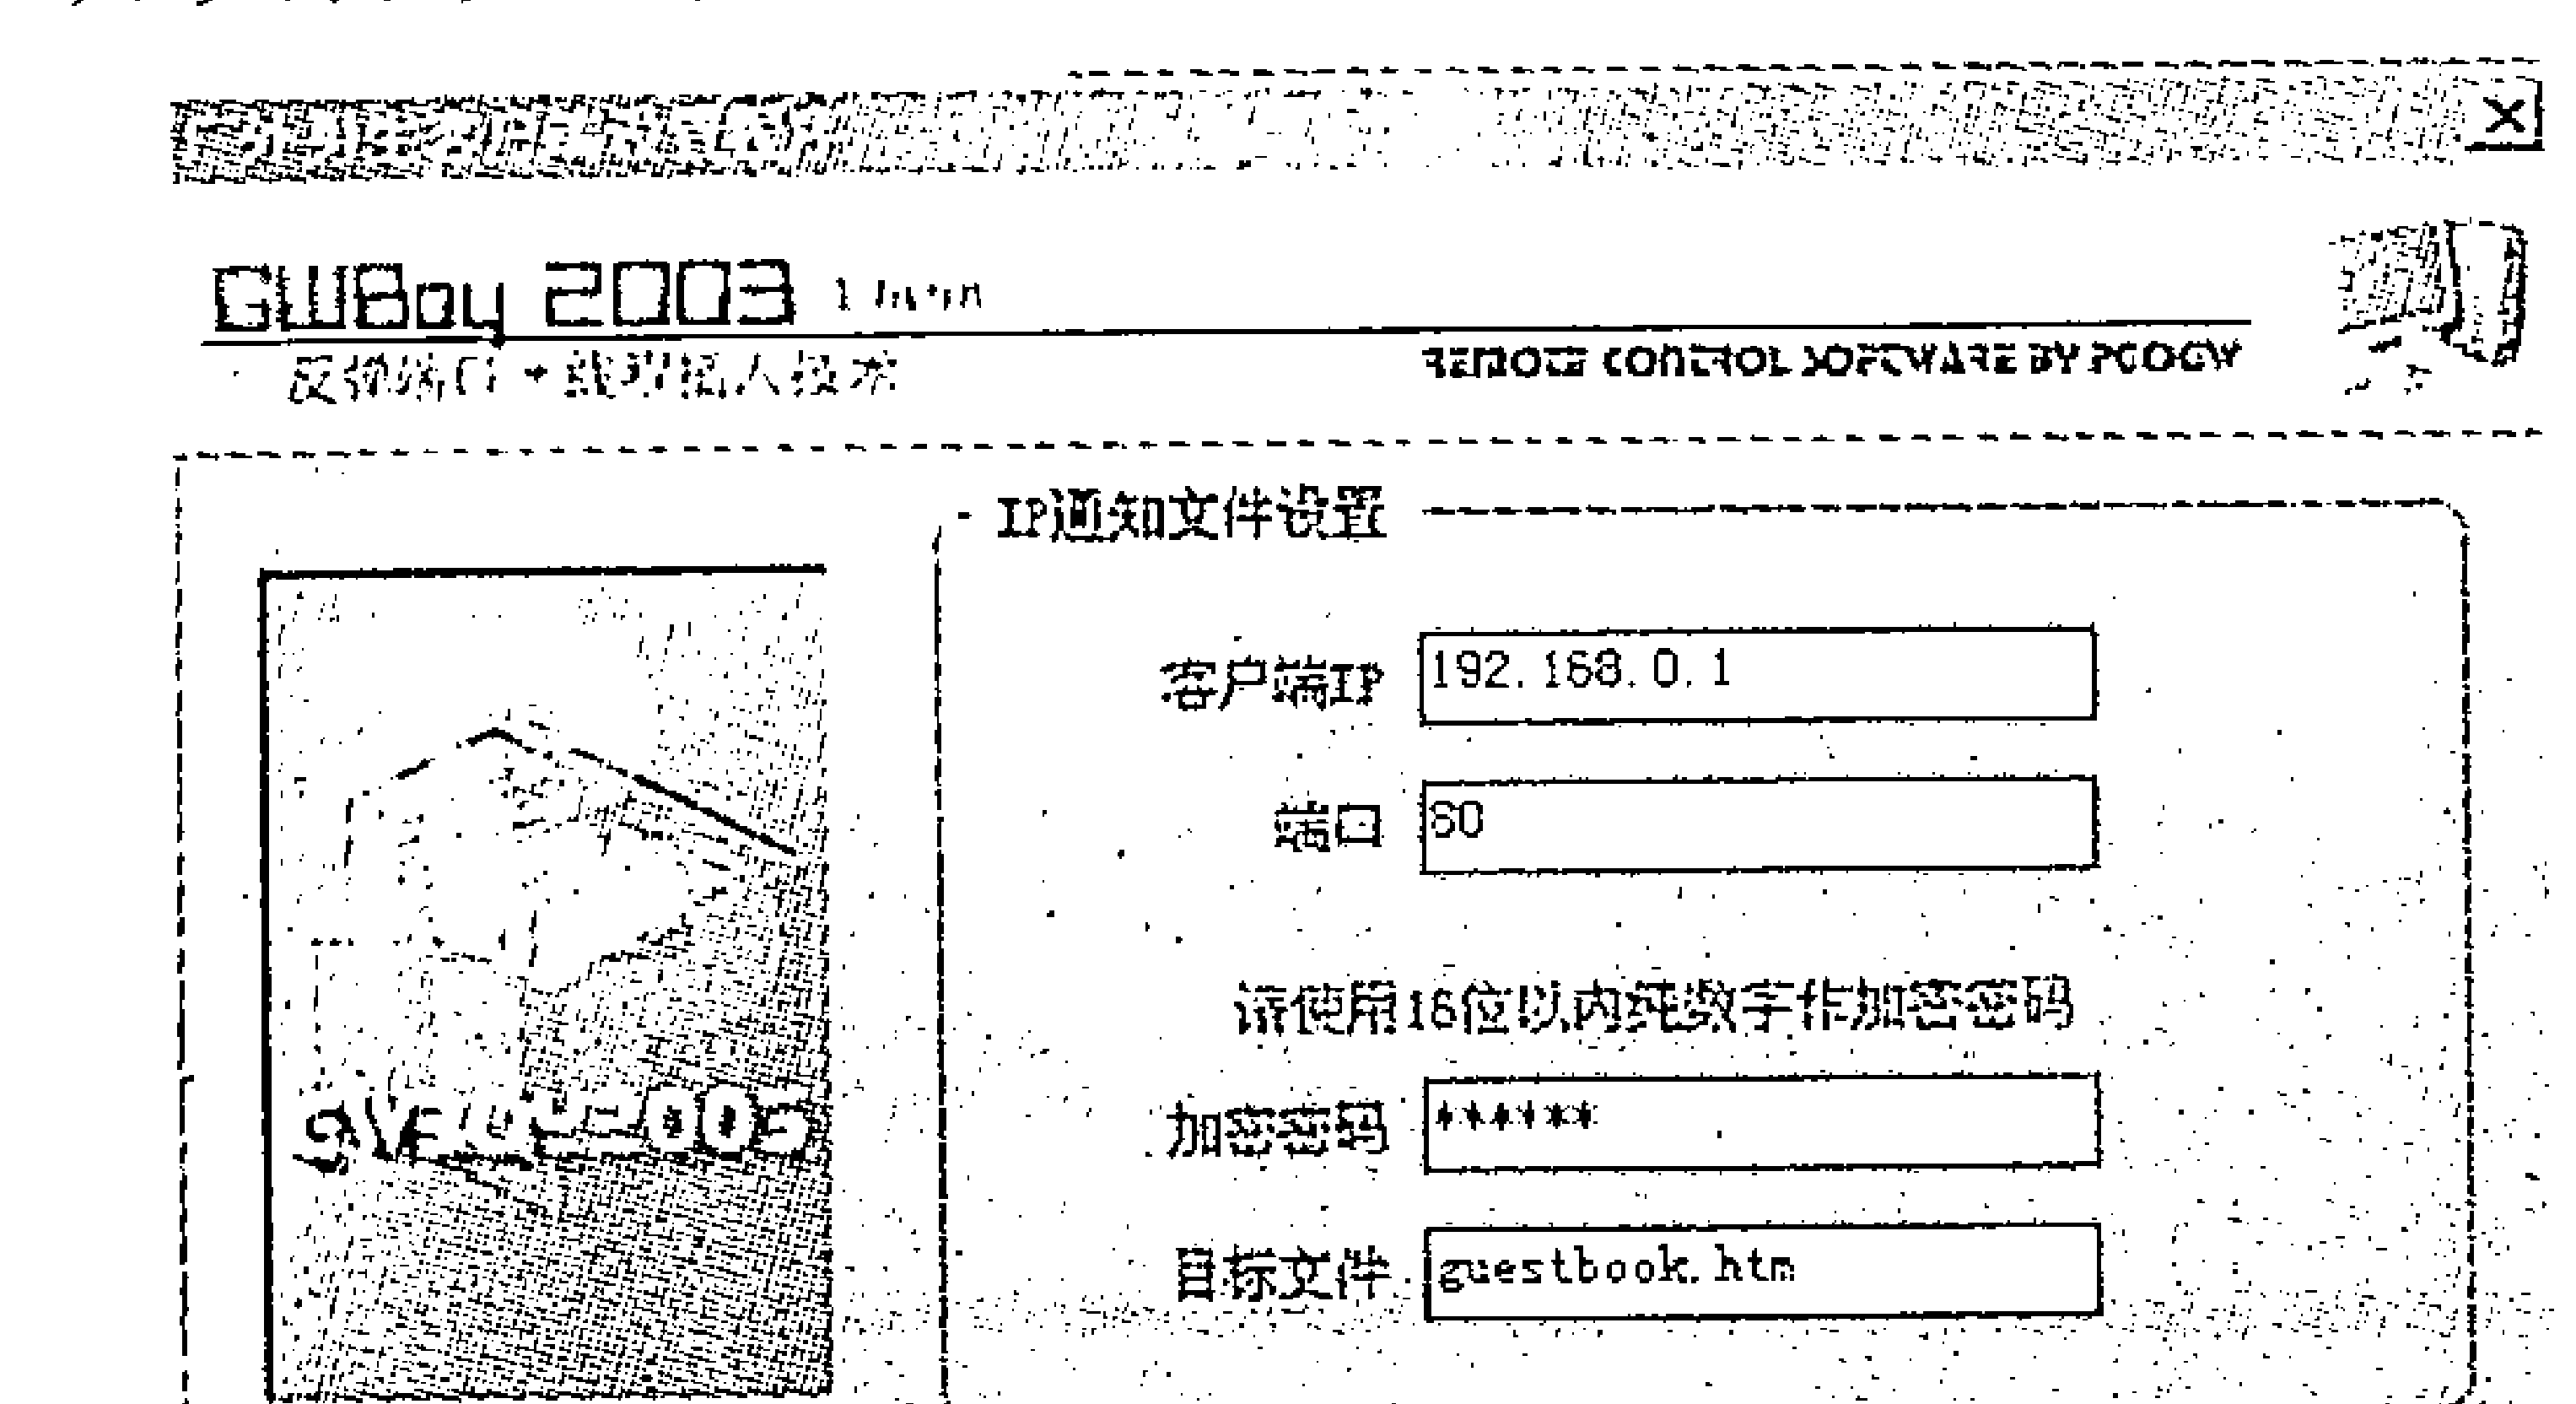 GWBoy 2003
反弹端口+线程插入技术
REMOTE CONTROL SOFTWARE BY PCOGW
IP通知文件设置
客户端IP 192.168.0.1
端口 80
请使用16位以内纯数字作加密密码
加密密码 ******
目标文件 guestbook.htm